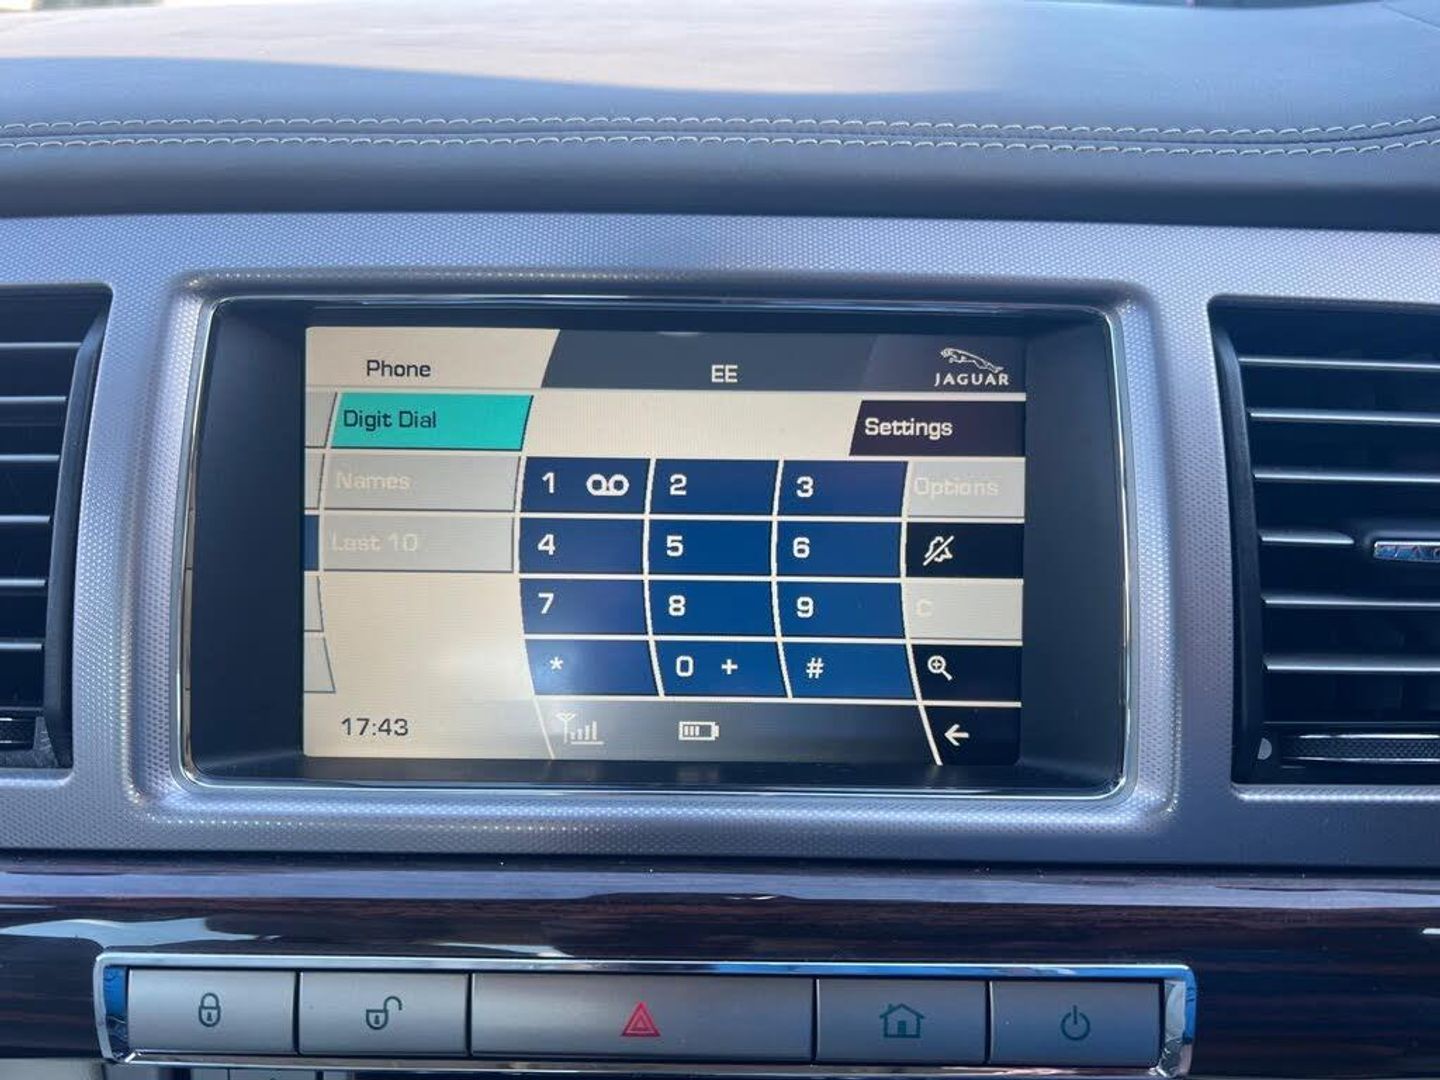 Phone
EE
JAGUAR
Digit Dial
Settings
Names
1
2
3
Options
Last 10
4
5
6
7
8
9
C
*
0 +
#
17:43